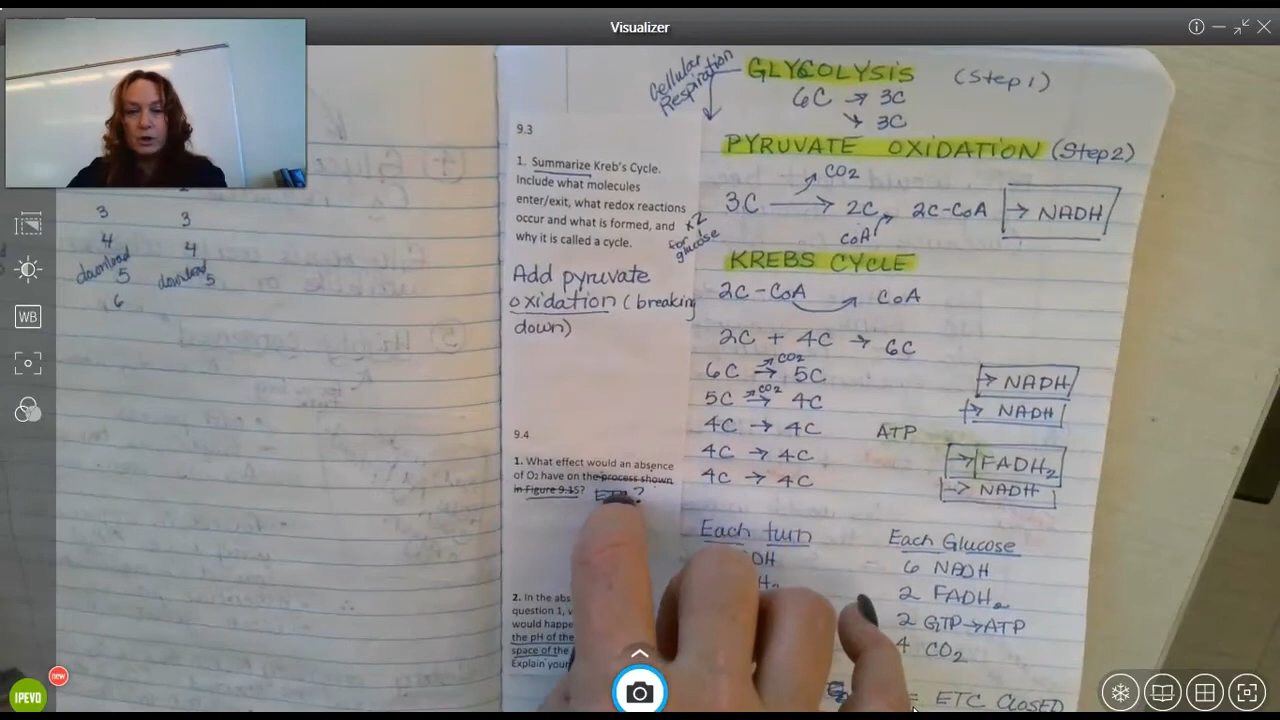 Visualizer
WB
new
IPEVO
3
3
4
4
download
download
5
5
6
9.3
1. Summarize Kreb's Cycle.
Include what molecules
enter/exit, what redox reactions
occur and what is formed, and
why it is called a cycle.
Add pyruvate
oxidation (breaking
down)
9.4
1. What effect would an absence
of O2 have on the process shown
in Figure 9.15? ETC?
2. In the abs
question 1,
would happe
the pH of the
space of the
Explain your
Cellular
Respiration
GLYCOLYSIS (Step 1)
6C → 3C
↘ 3C
PYRUVATE OXIDATION (Step 2)
CO2
3C → 2C 2C-CoA → NADH
CoA
x2
for
glucose
KREBS CYCLE
2C-CoA → CoA
2C + 4C → 6C
6C → CO2 5C → NADH
5C → CO2 4C → NADH
4C → 4C ATP
4C → 4C → FADH2
4C → 4C → NADH
Each turn
Each Glucose
6 NADH
2 FADH2
2 GTP→ATP
4 CO2
= ETC CLOSED